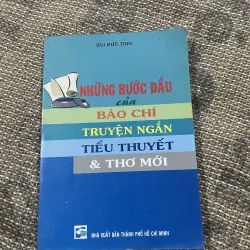 BÙI ĐỨC TỊNH
NHỮNG BƯỚC ĐẦU
của
BÁO CHÍ
TRUYỆN NGẮN
TIỂU THUYẾT
& THƠ MỚI
NHÀ XUẤT BẢN THÀNH PHỐ HỒ CHÍ MINH